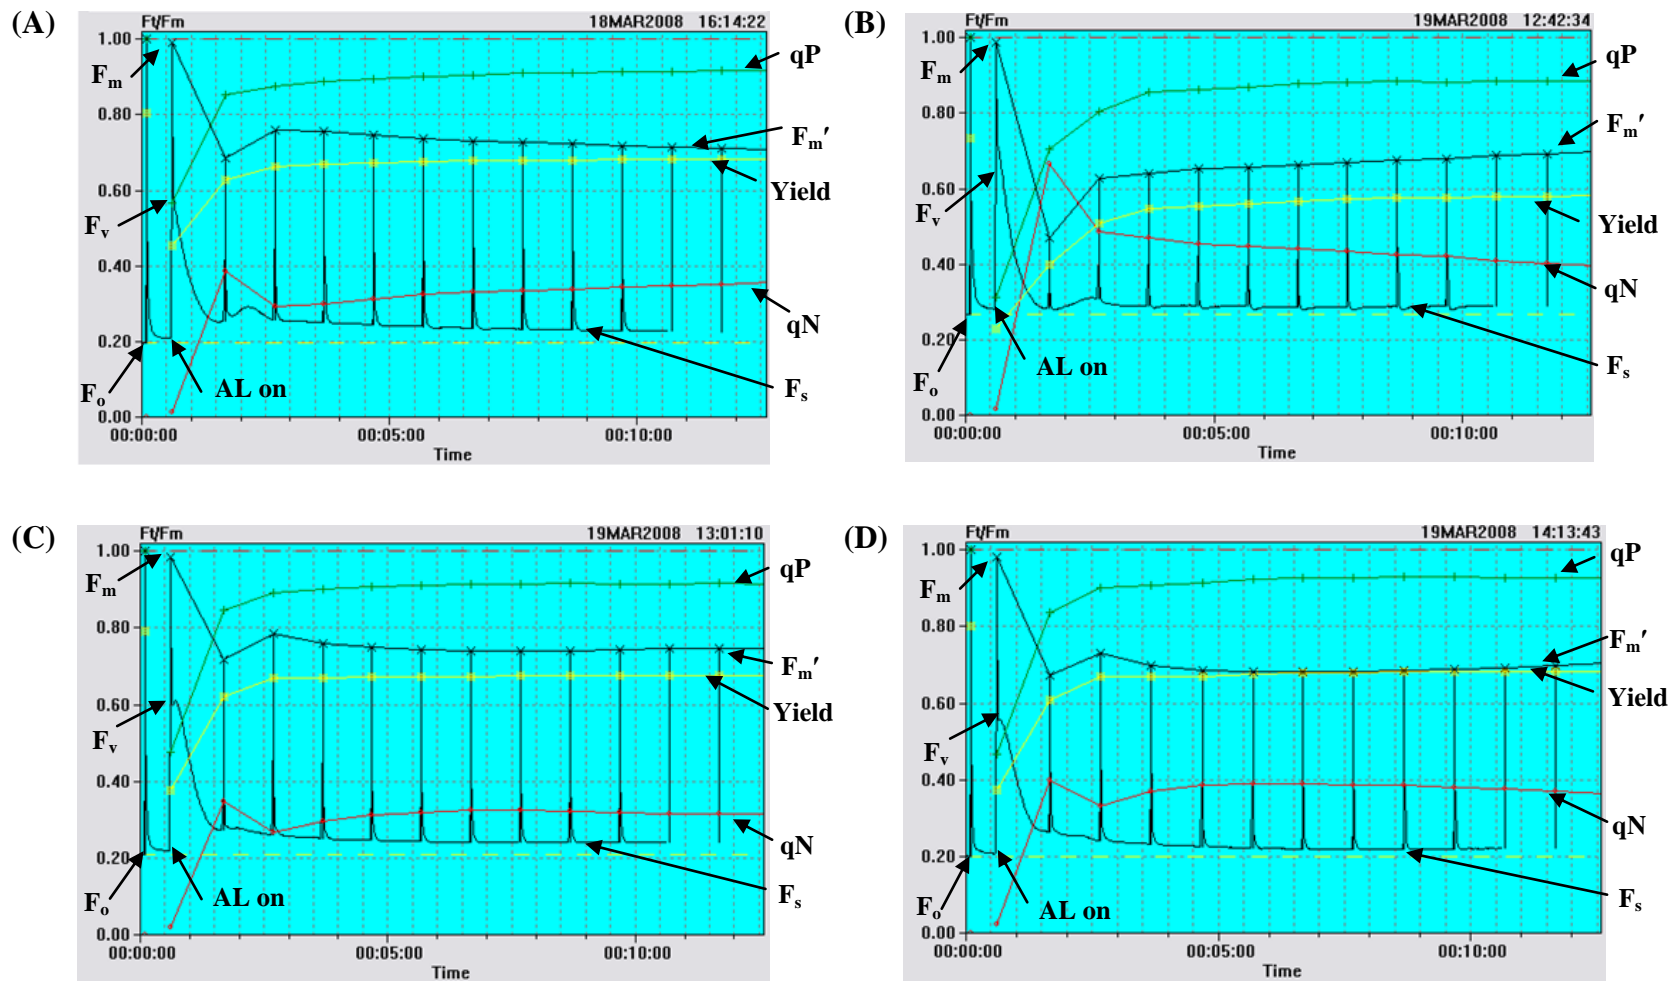 (A)
Ft/Fm
18MAR2008 16:14:22
1.00
0.80
0.60
0.40
0.20
0.00
00:00:00
00:05:00
00:10:00
Time
Fm
Fv
Fo
AL on
qP
Fm′
Yield
qN
Fs
(B)
Ft/Fm
19MAR2008 12:42:34
1.00
0.80
0.60
0.40
0.20
0.00
00:00:00
00:05:00
00:10:00
Time
Fm
Fv
Fo
AL on
qP
Fm′
Yield
qN
Fs
(C)
Ft/Fm
19MAR2008 13:01:10
1.00
0.80
0.60
0.40
0.20
0.00
00:00:00
00:05:00
00:10:00
Time
Fm
Fv
Fo
AL on
qP
Fm′
Yield
qN
Fs
(D)
Ft/Fm
19MAR2008 14:13:43
1.00
0.80
0.60
0.40
0.20
0.00
00:00:00
00:05:00
00:10:00
Time
Fm
Fv
Fo
AL on
qP
Fm′
Yield
qN
Fs